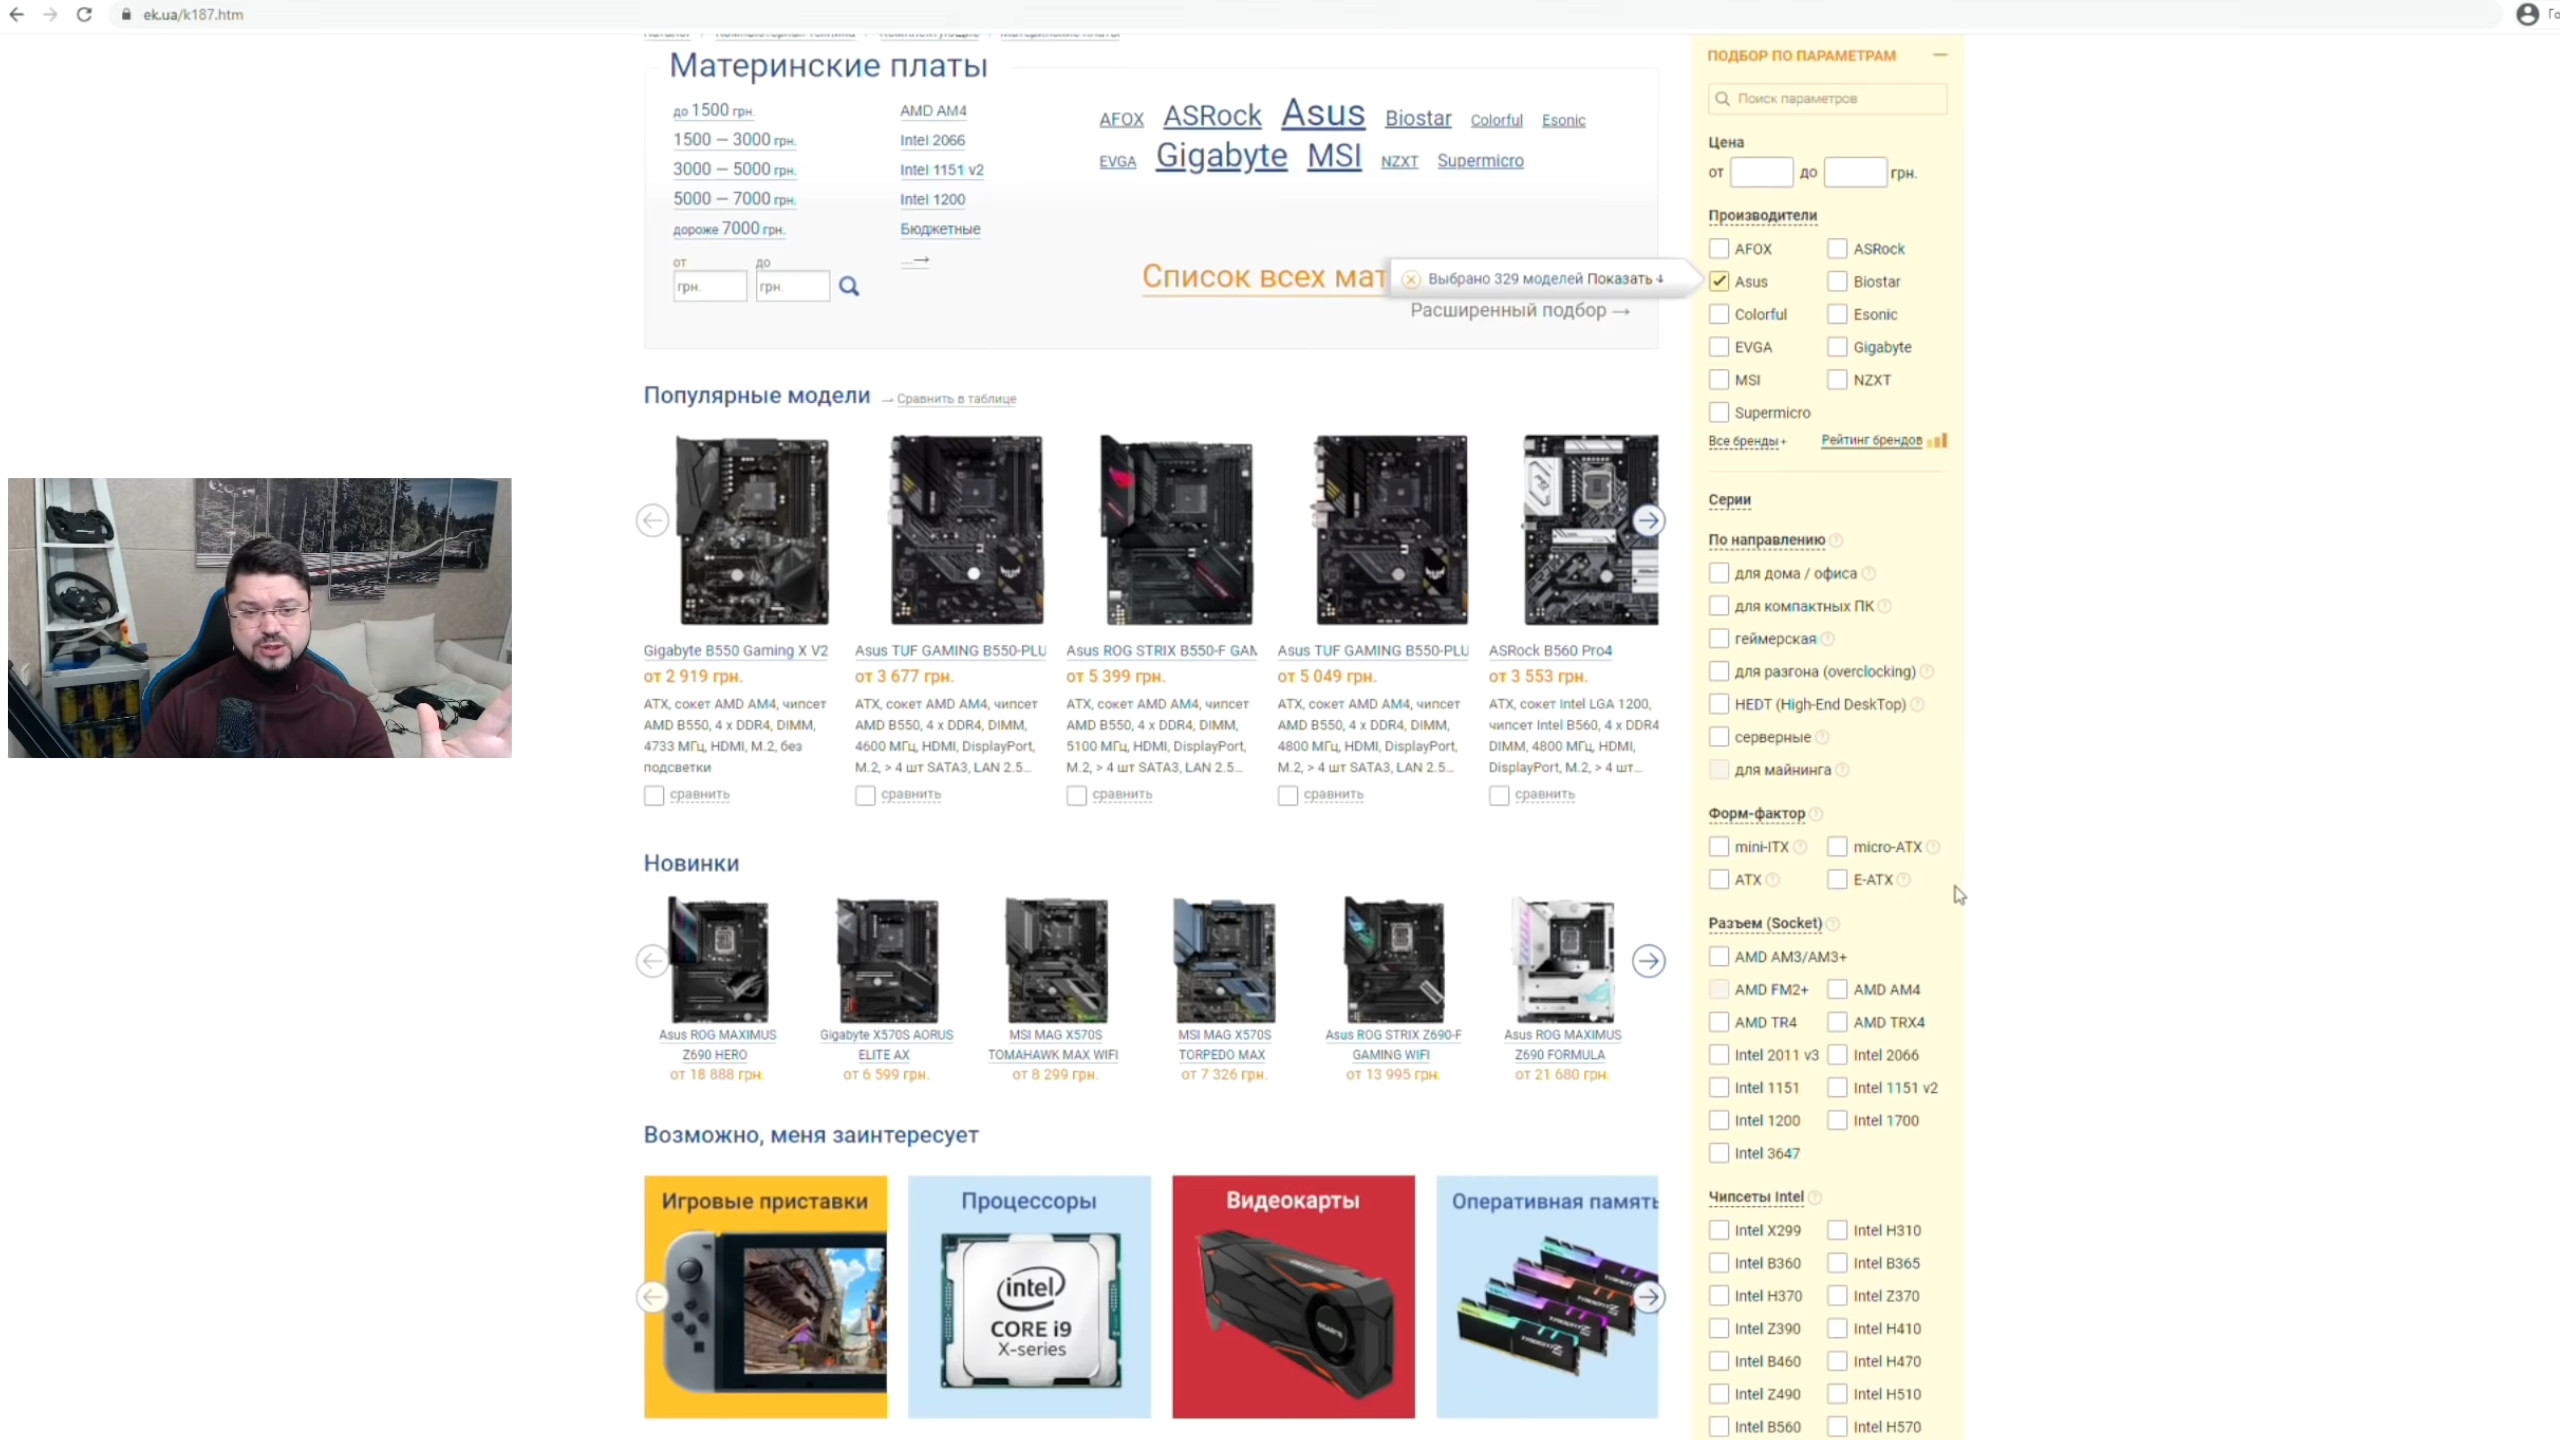 ek.ua/k187.htm
Материнские платы
до 1500 грн.
1500 — 3000 грн.
3000 — 5000 грн.
5000 — 7000 грн.
дороже 7000 грн.
от до
грн. грн.
AMD AM4
Intel 2066
Intel 1151 v2
Intel 1200
Бюджетные
...→
AFOX ASRock Asus Biostar Colorful Esonic
EVGA Gigabyte MSI NZXT Supermicro
Список всех мат
Выбрано 329 моделей Показать ↓
Расширенный подбор →
Популярные модели → Сравнить в таблице
Gigabyte B550 Gaming X V2
от 2 919 грн.
ATX, сокет AMD AM4, чипсет
AMD B550, 4 x DDR4, DIMM,
4733 МГц, HDMI, M.2, без
подсветки
сравнить
Asus TUF GAMING B550-PLU
от 3 677 грн.
ATX, сокет AMD AM4, чипсет
AMD B550, 4 x DDR4, DIMM,
4600 МГц, HDMI, DisplayPort,
M.2, > 4 шт SATA3, LAN 2.5...
сравнить
Asus ROG STRIX B550-F GAM
от 5 399 грн.
ATX, сокет AMD AM4, чипсет
AMD B550, 4 x DDR4, DIMM,
5100 МГц, HDMI, DisplayPort,
M.2, > 4 шт SATA3, LAN 2.5...
сравнить
Asus TUF GAMING B550-PLU
от 5 049 грн.
ATX, сокет AMD AM4, чипсет
AMD B550, 4 x DDR4, DIMM,
4800 МГц, HDMI, DisplayPort,
M.2, > 4 шт SATA3, LAN 2.5...
сравнить
ASRock B560 Pro4
от 3 553 грн.
ATX, сокет Intel LGA 1200,
чипсет Intel B560, 4 x DDR4
DIMM, 4800 МГц, HDMI,
DisplayPort, M.2, > 4 шт...
сравнить
Новинки
Asus ROG MAXIMUS
Z690 HERO
от 18 888 грн.
Gigabyte X570S AORUS
ELITE AX
от 6 599 грн.
MSI MAG X570S
TOMAHAWK MAX WIFI
от 8 299 грн.
MSI MAG X570S
TORPEDO MAX
от 7 326 грн.
Asus ROG STRIX Z690-F
GAMING WIFI
от 13 995 грн.
Asus ROG MAXIMUS
Z690 FORMULA
от 21 680 грн.
Возможно, меня заинтересует
Игровые приставки
Процессоры
intel
CORE i9
X-series
Видеокарты
Оперативная память
ПОДБОР ПО ПАРАМЕТРАМ
Поиск параметров
Цена
от до грн.
Производители
AFOX ASRock
Asus Biostar
Colorful Esonic
EVGA Gigabyte
MSI NZXT
Supermicro
Все бренды+ Рейтинг брендов
Серии
По направлению
для дома / офиса
для компактных ПК
геймерская
для разгона (overclocking)
HEDT (High-End DeskTop)
серверные
для майнинга
Форм-фактор
mini-ITX micro-ATX
ATX E-ATX
Разъем (Socket)
AMD AM3/AM3+
AMD FM2+ AMD AM4
AMD TR4 AMD TRX4
Intel 2011 v3 Intel 2066
Intel 1151 Intel 1151 v2
Intel 1200 Intel 1700
Intel 3647
Чипсеты Intel
Intel X299 Intel H310
Intel B360 Intel B365
Intel H370 Intel Z370
Intel Z390 Intel H410
Intel B460 Intel H470
Intel Z490 Intel H510
Intel B560 Intel H570